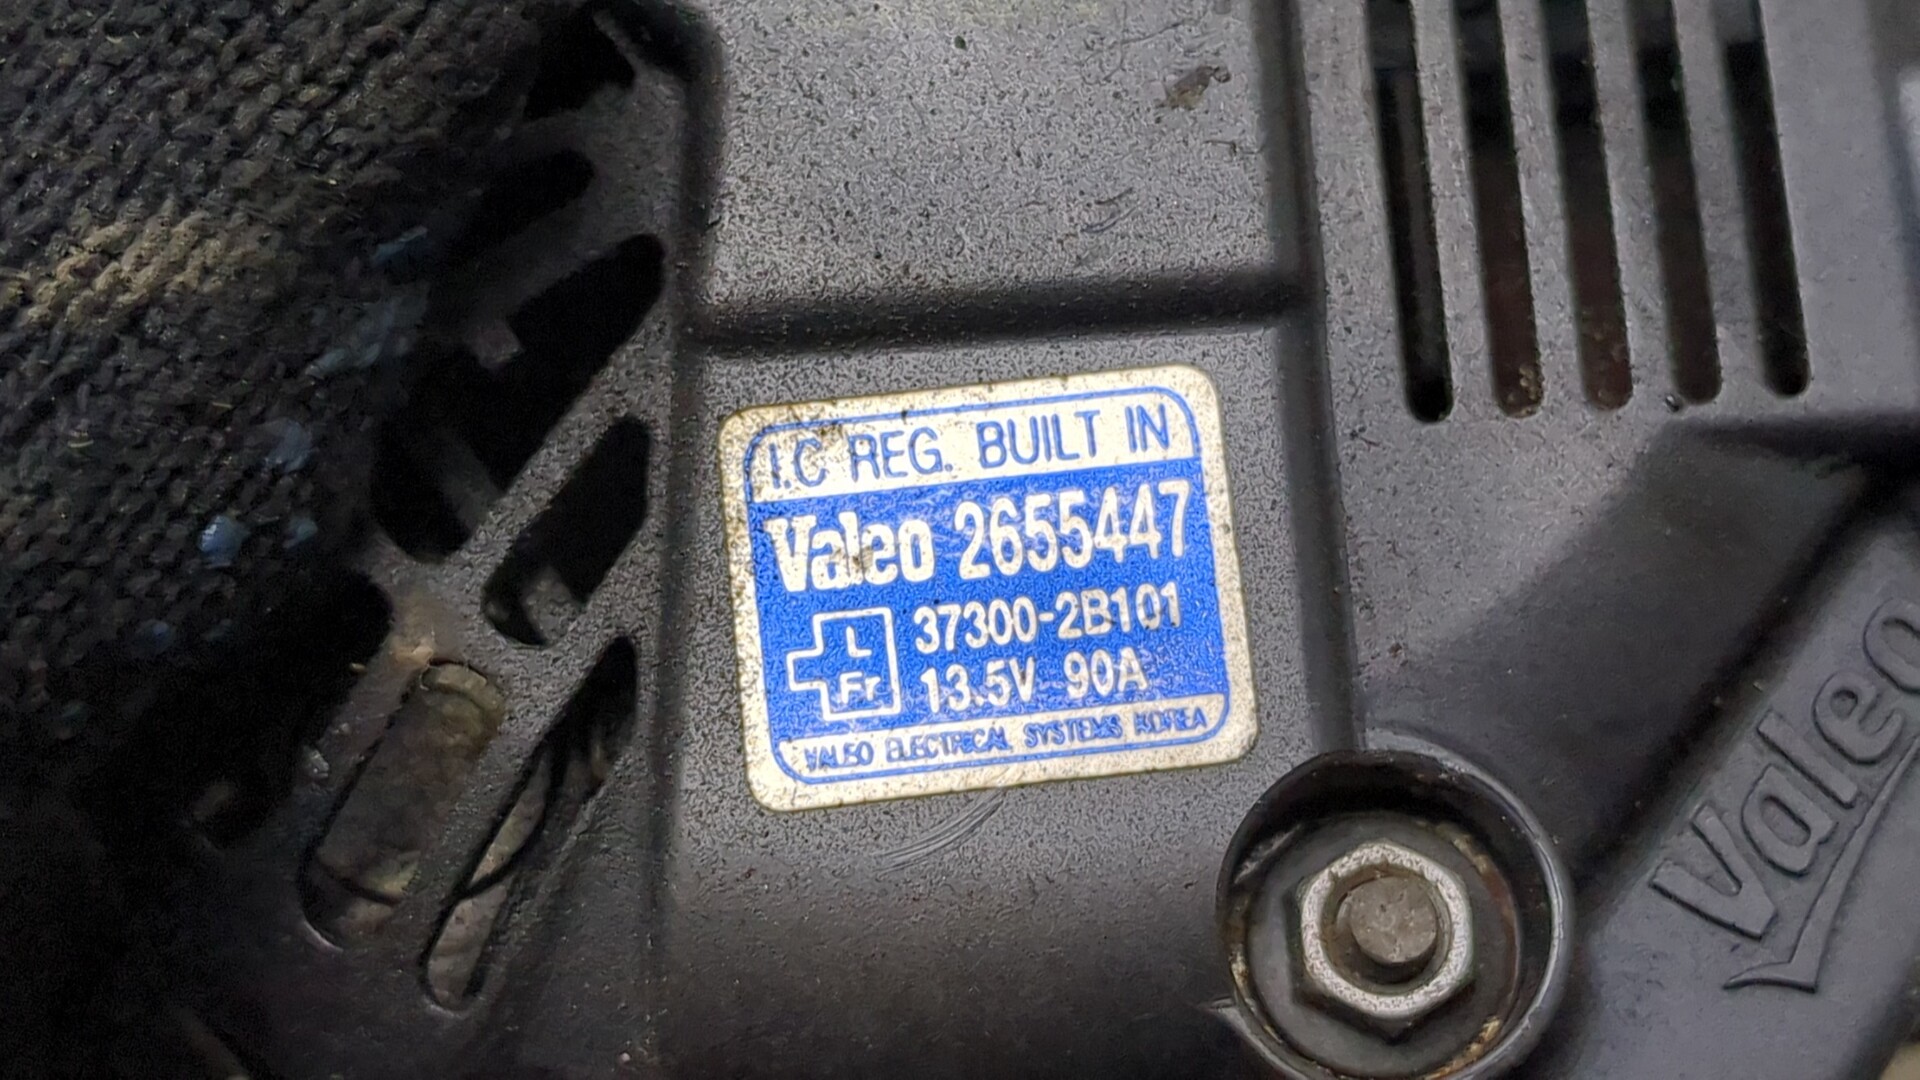 I.C REG. BUILT IN
Valeo 2655447
L
Fr
37300-2B101
13.5V 90A
VALEO ELECTRICAL SYSTEMS KOREA
Valeo